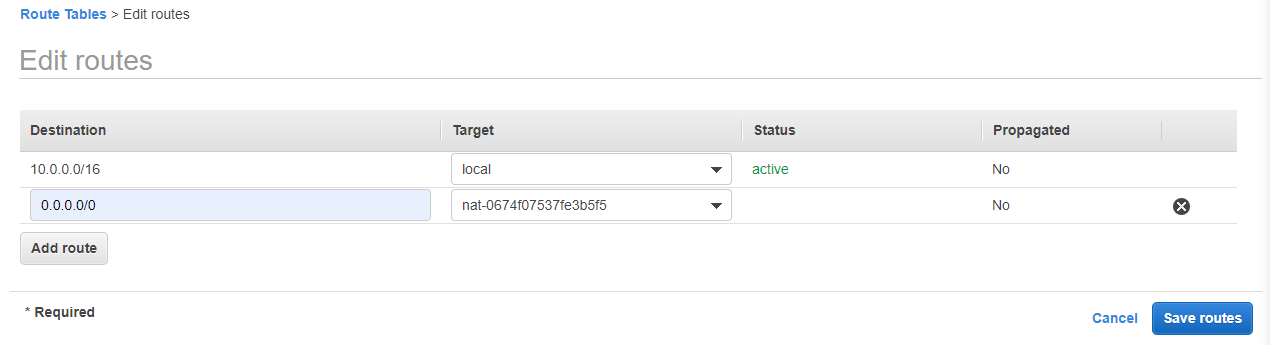 Route Tables > Edit routes
Edit routes
Destination Target Status Propagated
10.0.0.0/16 local active No
0.0.0.0/0 nat-0674f07537fe3b5f5 No
Add route
* Required
Cancel Save routes